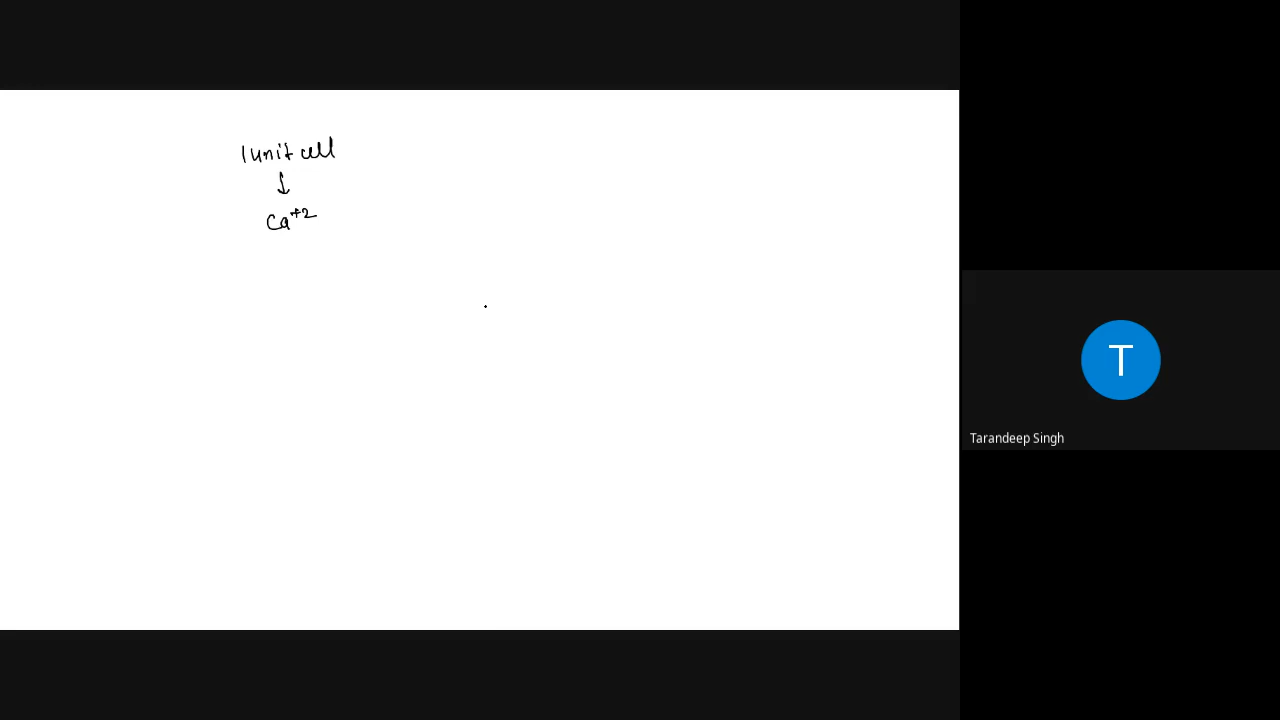 1 unit cell
↓
Ca+2
T
Tarandeep Singh